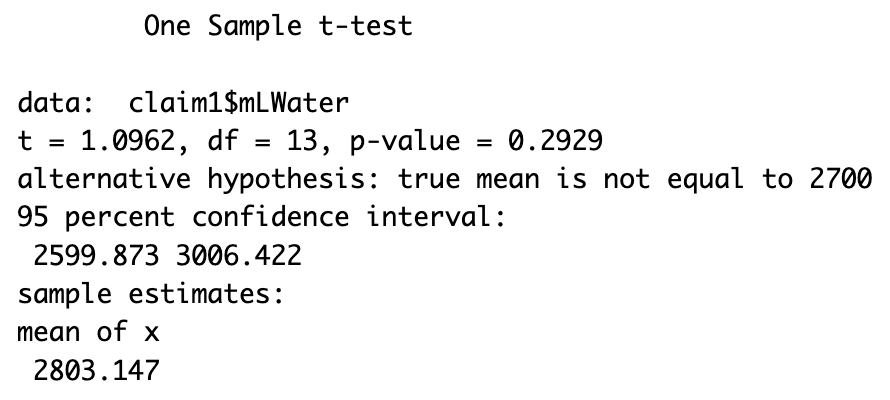 One Sample t-test
data:  claim1$mLWater
t = 1.0962, df = 13, p-value = 0.2929
alternative hypothesis: true mean is not equal to 2700
95 percent confidence interval:
2599.873 3006.422
sample estimates:
mean of x
2803.147